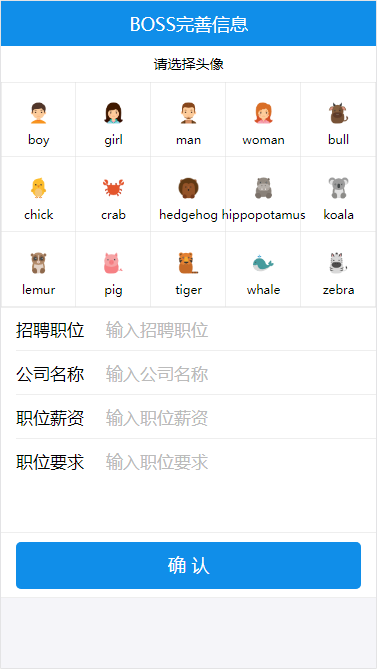 BOSS完善信息
请选择头像
boy girl man woman bull
chick crab hedgehog hippopotamus koala
lemur pig tiger whale zebra
招聘职位 输入招聘职位
公司名称 输入公司名称
职位薪资 输入职位薪资
职位要求 输入职位要求
确 认